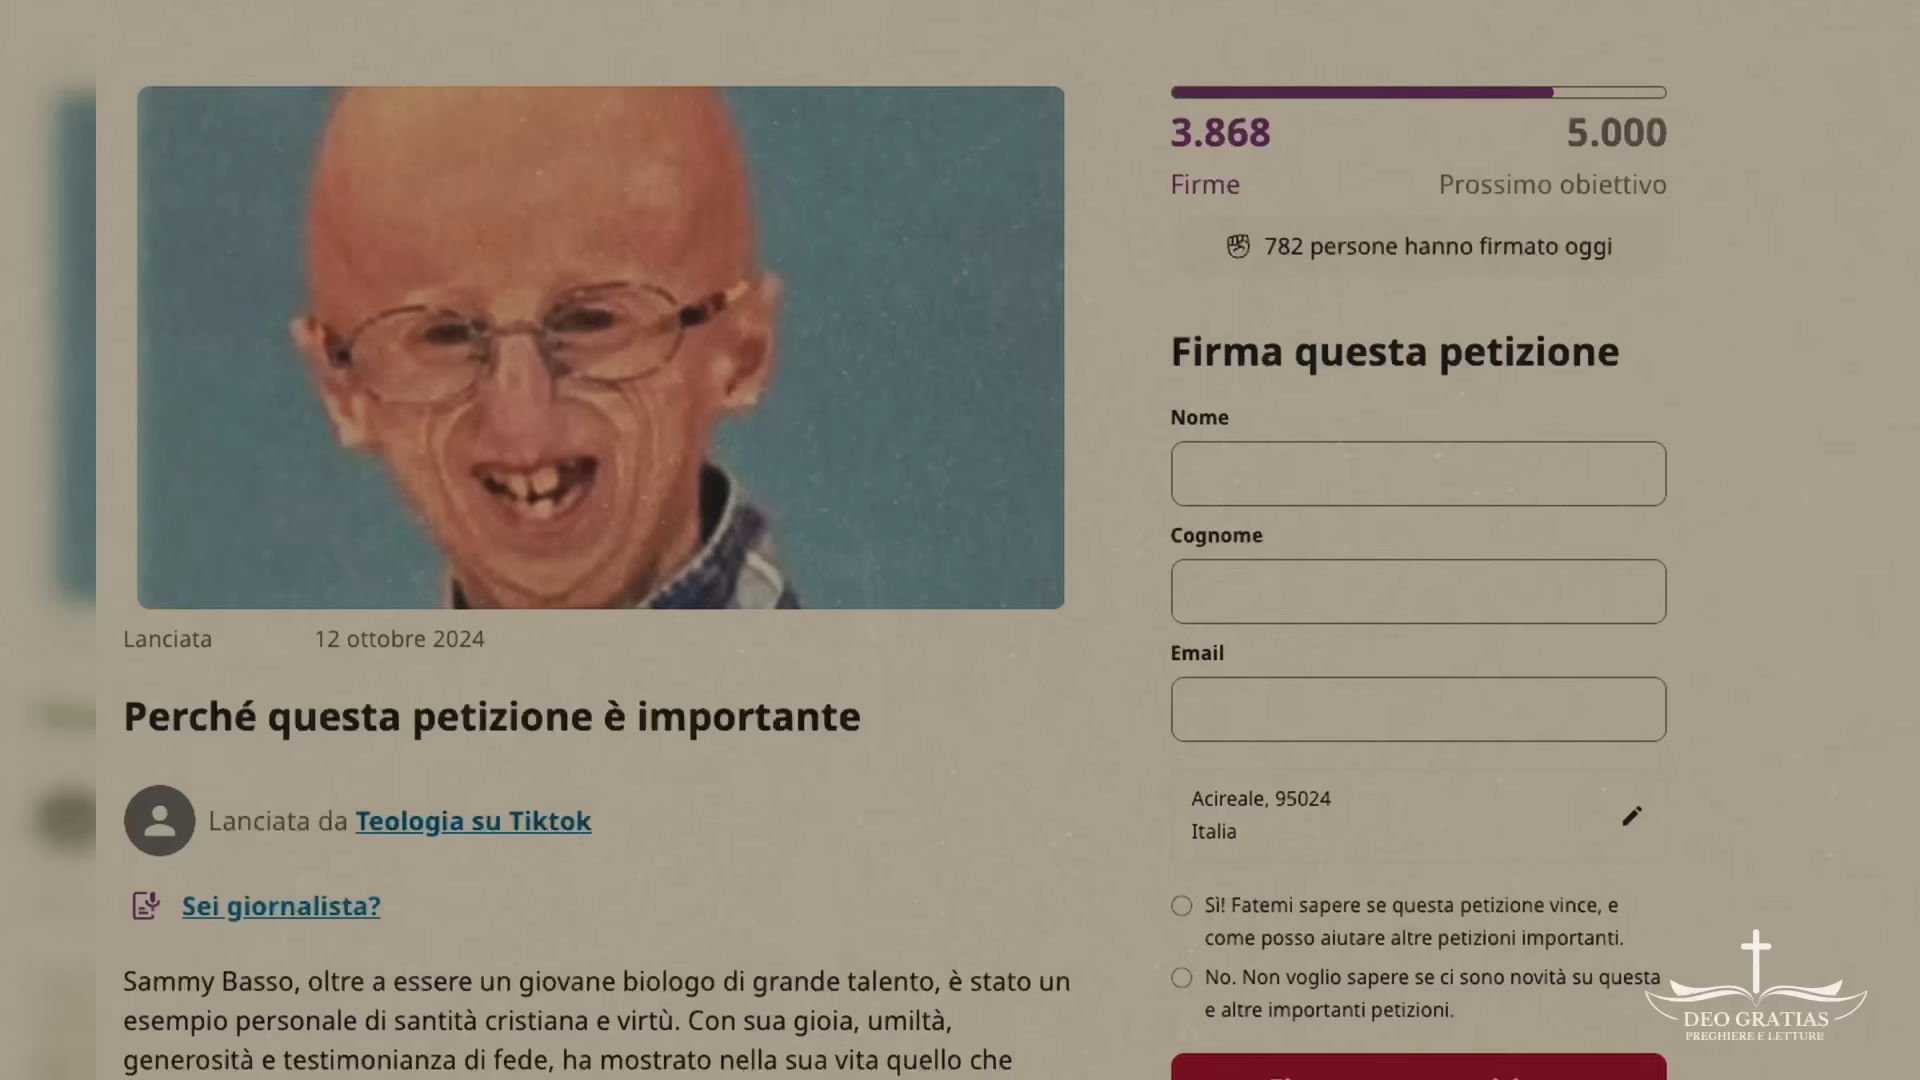 3.868
5.000
Firme
Prossimo obiettivo
782 persone hanno firmato oggi
Firma questa petizione
Nome
Cognome
Email
Acireale, 95024
Italia
Sì! Fatemi sapere se questa petizione vince, e
come posso aiutare altre petizioni importanti.
No. Non voglio sapere se ci sono novità su questa
e altre importanti petizioni.
Lanciata
12 ottobre 2024
Perché questa petizione è importante
Lanciata da Teologia su Tiktok
Sei giornalista?
Sammy Basso, oltre a essere un giovane biologo di grande talento, è stato un
esempio personale di santità cristiana e virtù. Con sua gioia, umiltà,
generosità e testimonianza di fede, ha mostrato nella sua vita quello che
DEO GRATIAS
PREGHIERE E LETTURE